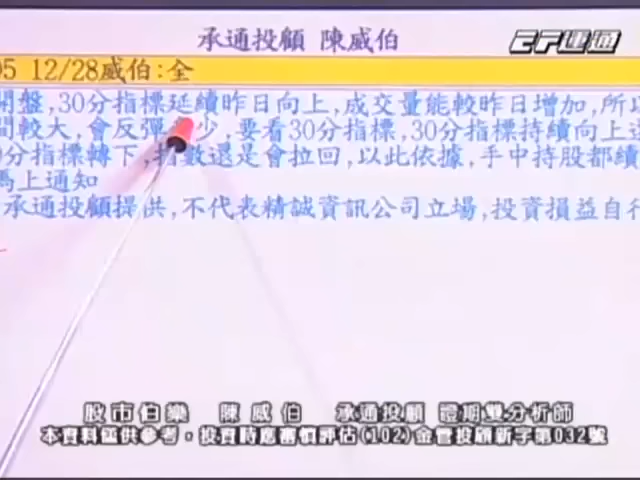 承通投顧 陳威伯
運通
05 12/28威伯:全
開盤,30分指標延續昨日向上,成交量能較昨日增加,所
間較大,會反彈 少,要看30分指標,30分指標持續向上
分指標轉下,指數還是會拉回,以此依據,手中持股都續
馬上通知
承通投顧提供,不代表精誠資訊公司立場,投資損益自行
股市伯樂 陳威伯 承通投顧 證期雙分析師
本資料僅供參考,投資時應審慎評估(102)金管投顧新字第032號